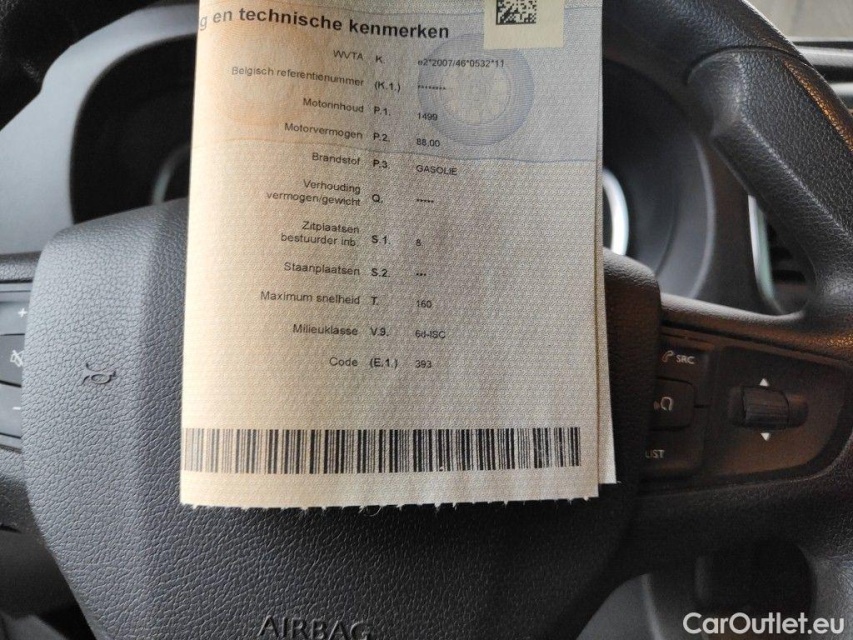 g en technische kenmerken
WVTA K. e2*2007/46*0532*11
Belgisch referentienummer (K.1.) ********
Motorinhoud P.1. 1499
Motorvermogen P.2. 88,00
Brandstof P.3. GASOLIE
Verhouding
vermogen/gewicht Q. *****
Zitplaatsen
bestuurder inb. S.1. 8
Staanplaatsen S.2. ***
Maximum snelheid T. 160
Milieuklasse V.9. 6d-ISC
Code (E.1.) 393
SRC
LIST
AIRBAG
CarOutlet.eu